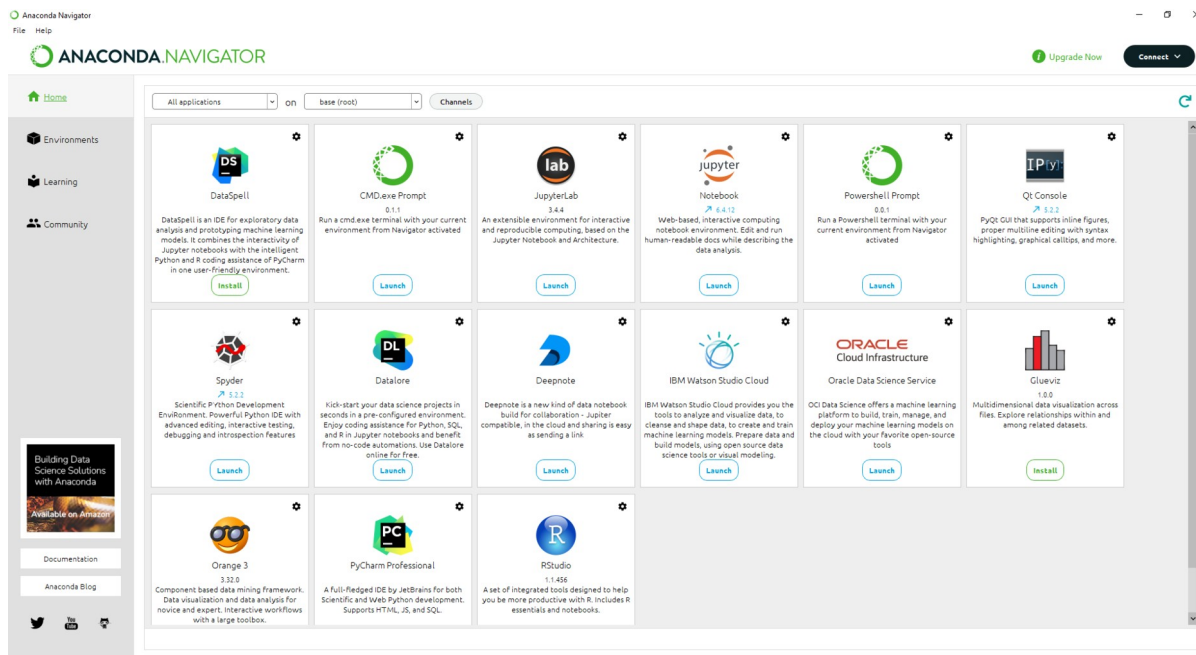 Anaconda Navigator
File Help
ANACONDA.NAVIGATOR
Upgrade Now
Connect
Home
Environments
Learning
Community
Building Data
Science Solutions
with Anaconda
Available on Amazon
Documentation
Anaconda Blog
You
Tube
All applications
on
base (root)
Channels
DS
DataSpell
DataSpell is an IDE for exploratory data
analysis and prototyping machine learning
models. It combines the interactivity of
Jupyter notebooks with the intelligent
Python and R coding assistance of PyCharm
in one user-friendly environment.
Install
CMD.exe Prompt
0.1.1
Run a cmd.exe terminal with your current
environment from Navigator activated
Launch
lab
JupyterLab
3.4.4
An extensible environment for interactive
and reproducible computing, based on the
Jupyter Notebook and Architecture.
Launch
jupyter
Notebook
6.4.12
Web-based, interactive computing
notebook environment. Edit and run
human-readable docs while describing the
data analysis.
Launch
Powershell Prompt
0.0.1
Run a Powershell terminal with your
current environment from Navigator
activated
Launch
IP[y]:
Qt Console
5.2.2
PyQt GUI that supports inline figures,
proper multiline editing with syntax
highlighting, graphical calltips, and more.
Launch
Spyder
5.2.2
Scientific PYthon Development
EnviRonment. Powerful Python IDE with
advanced editing, interactive testing,
debugging and introspection features
Launch
DL
Datalore
Kick-start your data science projects in
seconds in a pre-configured environment.
Enjoy coding assistance for Python, SQL,
and R in Jupyter notebooks and benefit
from no-code automations. Use Datalore
online for free.
Launch
Deepnote
Deepnote is a new kind of data notebook
build for collaboration - Jupiter
compatible, in the cloud and sharing is easy
as sending a link
Launch
IBM Watson Studio Cloud
IBM Watson Studio Cloud provides you the
tools to analyze and visualize data, to
cleanse and shape data, to create and train
machine learning models. Prepare data and
build models, using open source data
science tools or visual modeling.
Launch
ORACLE
Cloud Infrastructure
Oracle Data Science Service
OCI Data Science offers a machine learning
platform to build, train, manage, and
deploy your machine learning models on
the cloud with your favorite open-source
tools
Launch
Glueviz
1.0.0
Multidimensional data visualization across
files. Explore relationships within and
among related datasets.
Install
Orange 3
3.32.0
Component based data mining framework.
Data visualization and data analysis for
novice and expert. Interactive workflows
with a large toolbox.
PC
PyCharm Professional
A full-fledged IDE by JetBrains for both
Scientific and Web Python development.
Supports HTML, JS, and SQL.
R
RStudio
1.1.456
A set of integrated tools designed to help
you be more productive with R. Includes R
essentials and notebooks.